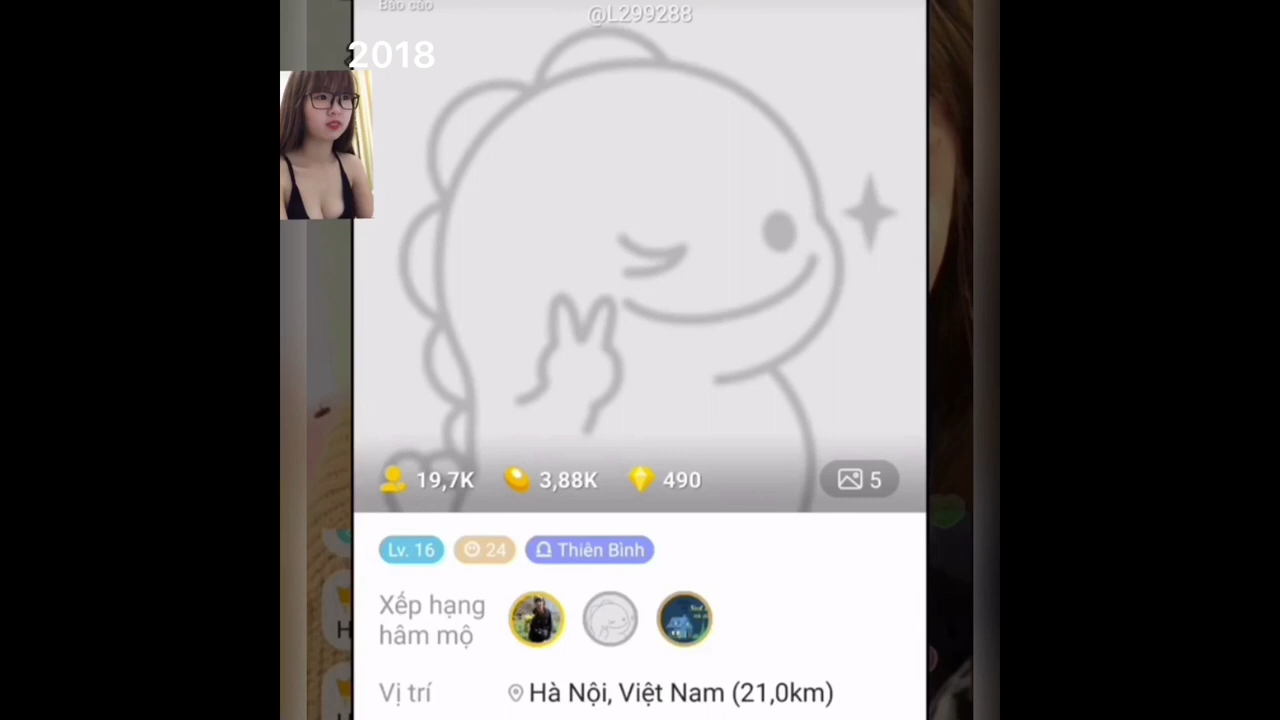 Báo cáo
@L299288
2018
19,7K 3,88K 490 5
Lv. 16 24 Thiên Bình
Xếp hạng
hâm mộ
Vị trí Hà Nội, Việt Nam (21,0km)